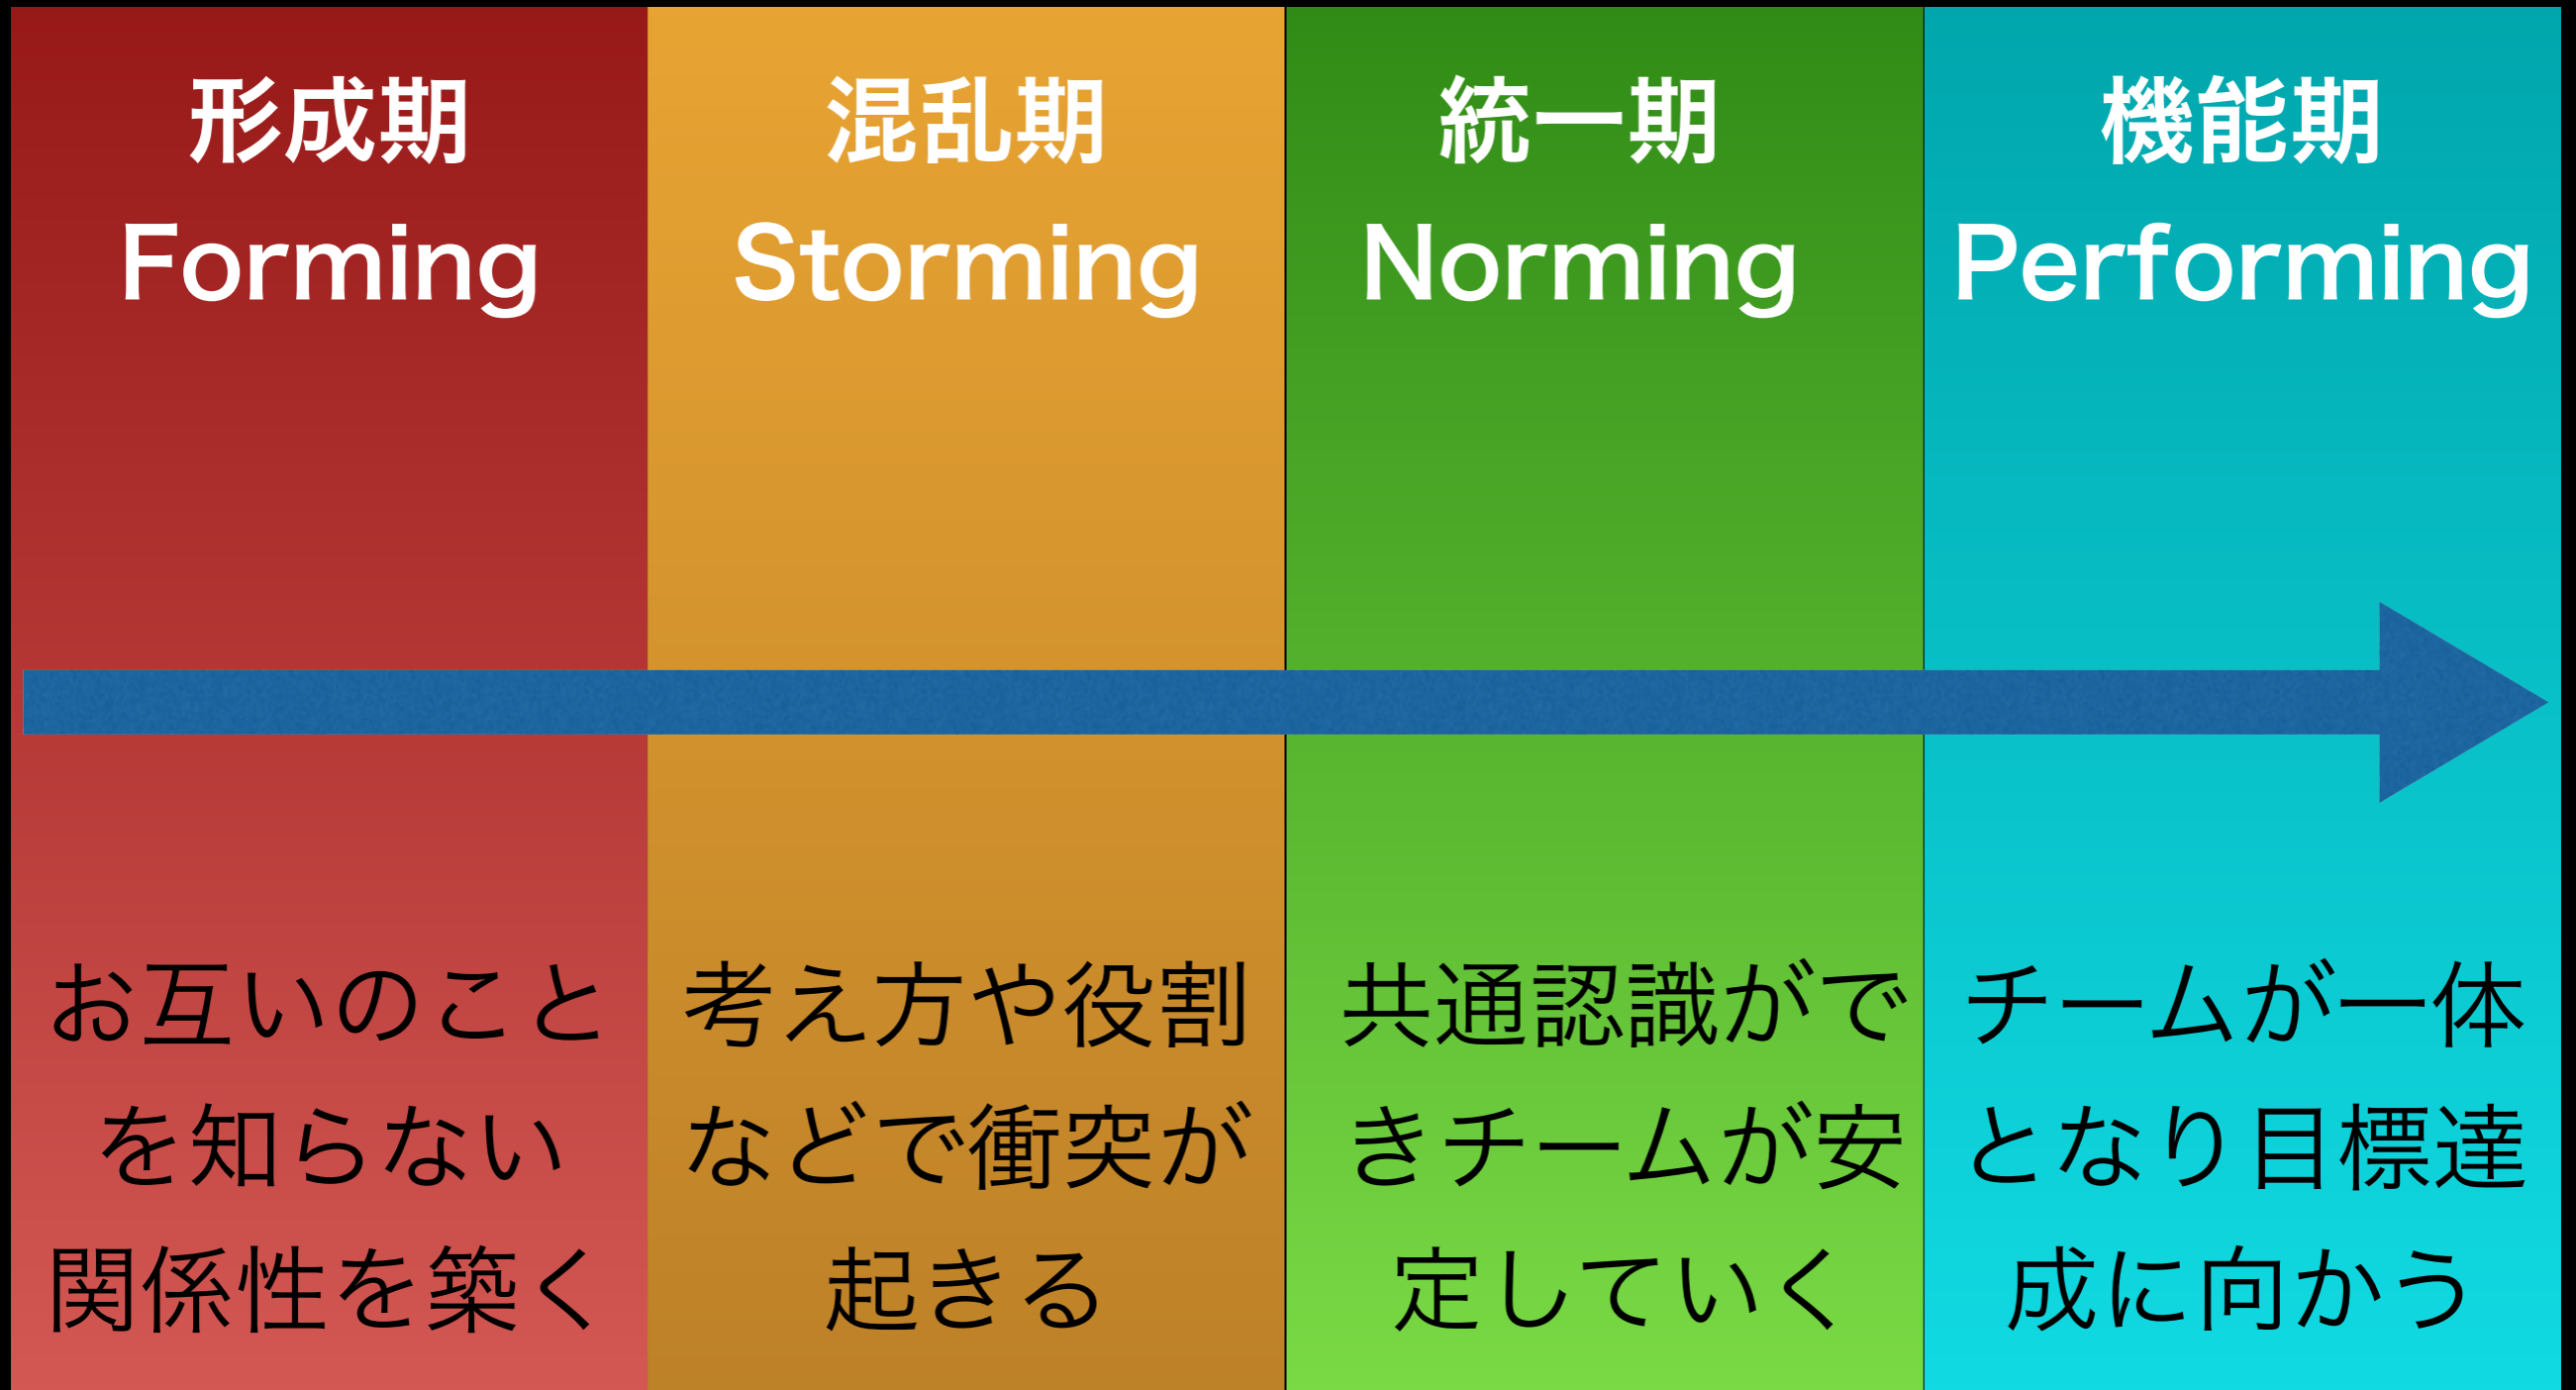 形成期
Forming
お互いのこと
を知らない
関係性を築く
混乱期
Storming
考え方や役割
などで衝突が
起きる
統一期
Norming
共通認識がで
きチームが安
定していく
機能期
Performing
チームが一体
となり目標達
成に向かう